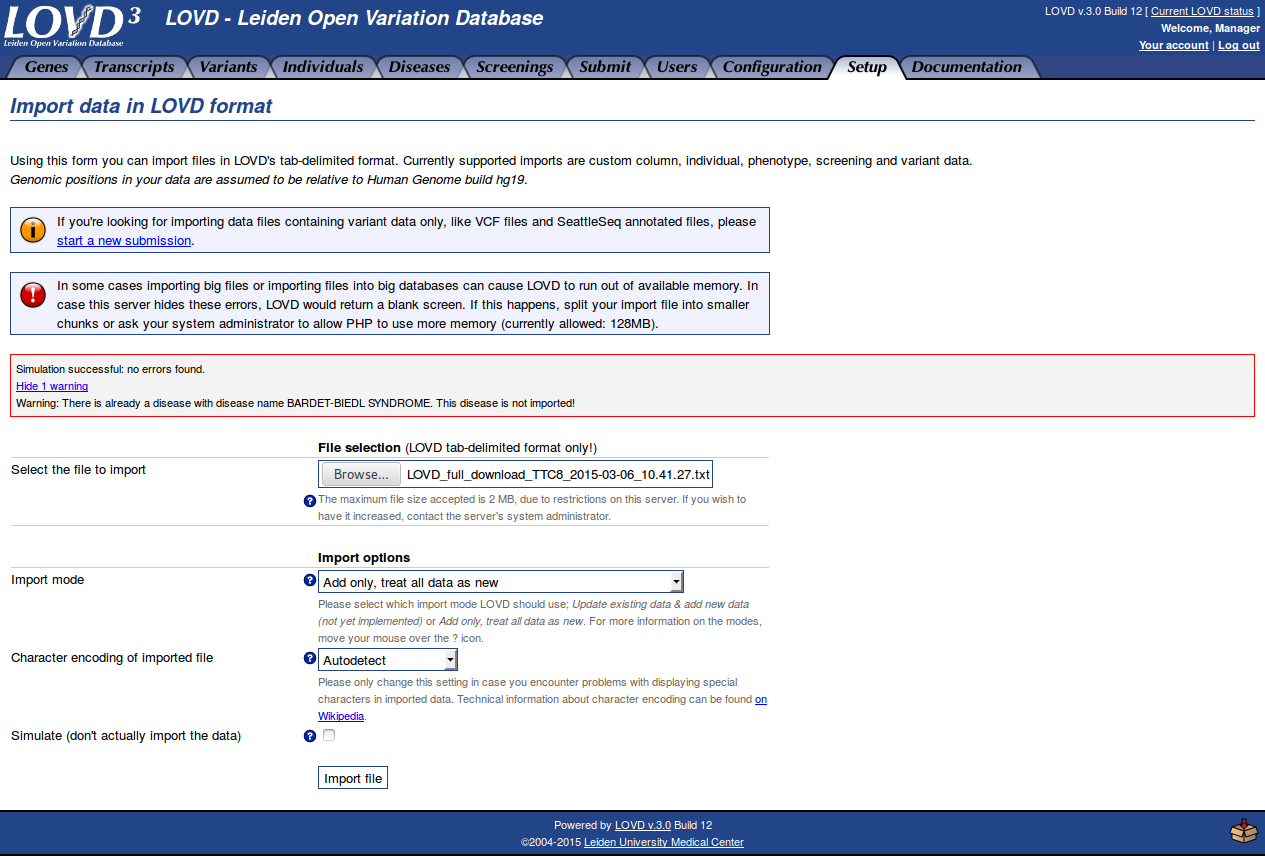 LOVD 3
Leiden Open Variation Database
LOVD - Leiden Open Variation Database
LOVD v.3.0 Build 12 [ Current LOVD status ]
Welcome, Manager
Your account | Log out
Genes Transcripts Variants Individuals Diseases Screenings Submit Users Configuration Setup Documentation
Import data in LOVD format
Using this form you can import files in LOVD's tab-delimited format. Currently supported imports are custom column, individual, phenotype, screening and variant data.
Genomic positions in your data are assumed to be relative to Human Genome build hg19.
i
If you're looking for importing data files containing variant data only, like VCF files and SeattleSeq annotated files, please
start a new submission.
!
In some cases importing big files or importing files into big databases can cause LOVD to run out of available memory. In
case this server hides these errors, LOVD would return a blank screen. If this happens, split your import file into smaller
chunks or ask your system administrator to allow PHP to use more memory (currently allowed: 128MB).
Simulation successful: no errors found.
Hide 1 warning
Warning: There is already a disease with disease name BARDET-BIEDL SYNDROME. This disease is not imported!
File selection (LOVD tab-delimited format only!)
Select the file to import
Browse... LOVD_full_download_TTC8_2015-03-06_10.41.27.txt
? The maximum file size accepted is 2 MB, due to restrictions on this server. If you wish to
have it increased, contact the server's system administrator.
Import options
Import mode ? Add only, treat all data as new
Please select which import mode LOVD should use; Update existing data & add new data
(not yet implemented) or Add only, treat all data as new. For more information on the modes,
move your mouse over the ? icon.
Character encoding of imported file ? Autodetect
Please only change this setting in case you encounter problems with displaying special
characters in imported data. Technical information about character encoding can be found on
Wikipedia.
Simulate (don't actually import the data) ?
Import file
Powered by LOVD v.3.0 Build 12
©2004-2015 Leiden University Medical Center